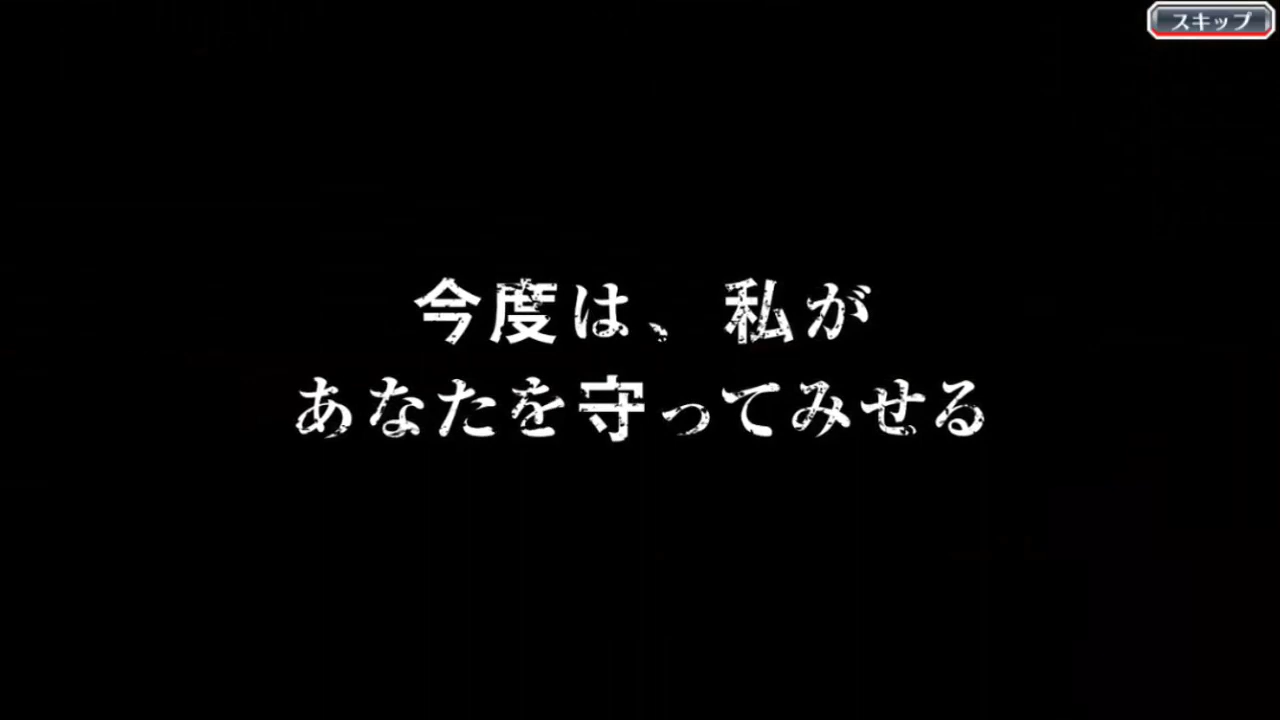 スキップ
今度は、私が
あなたを守ってみせる